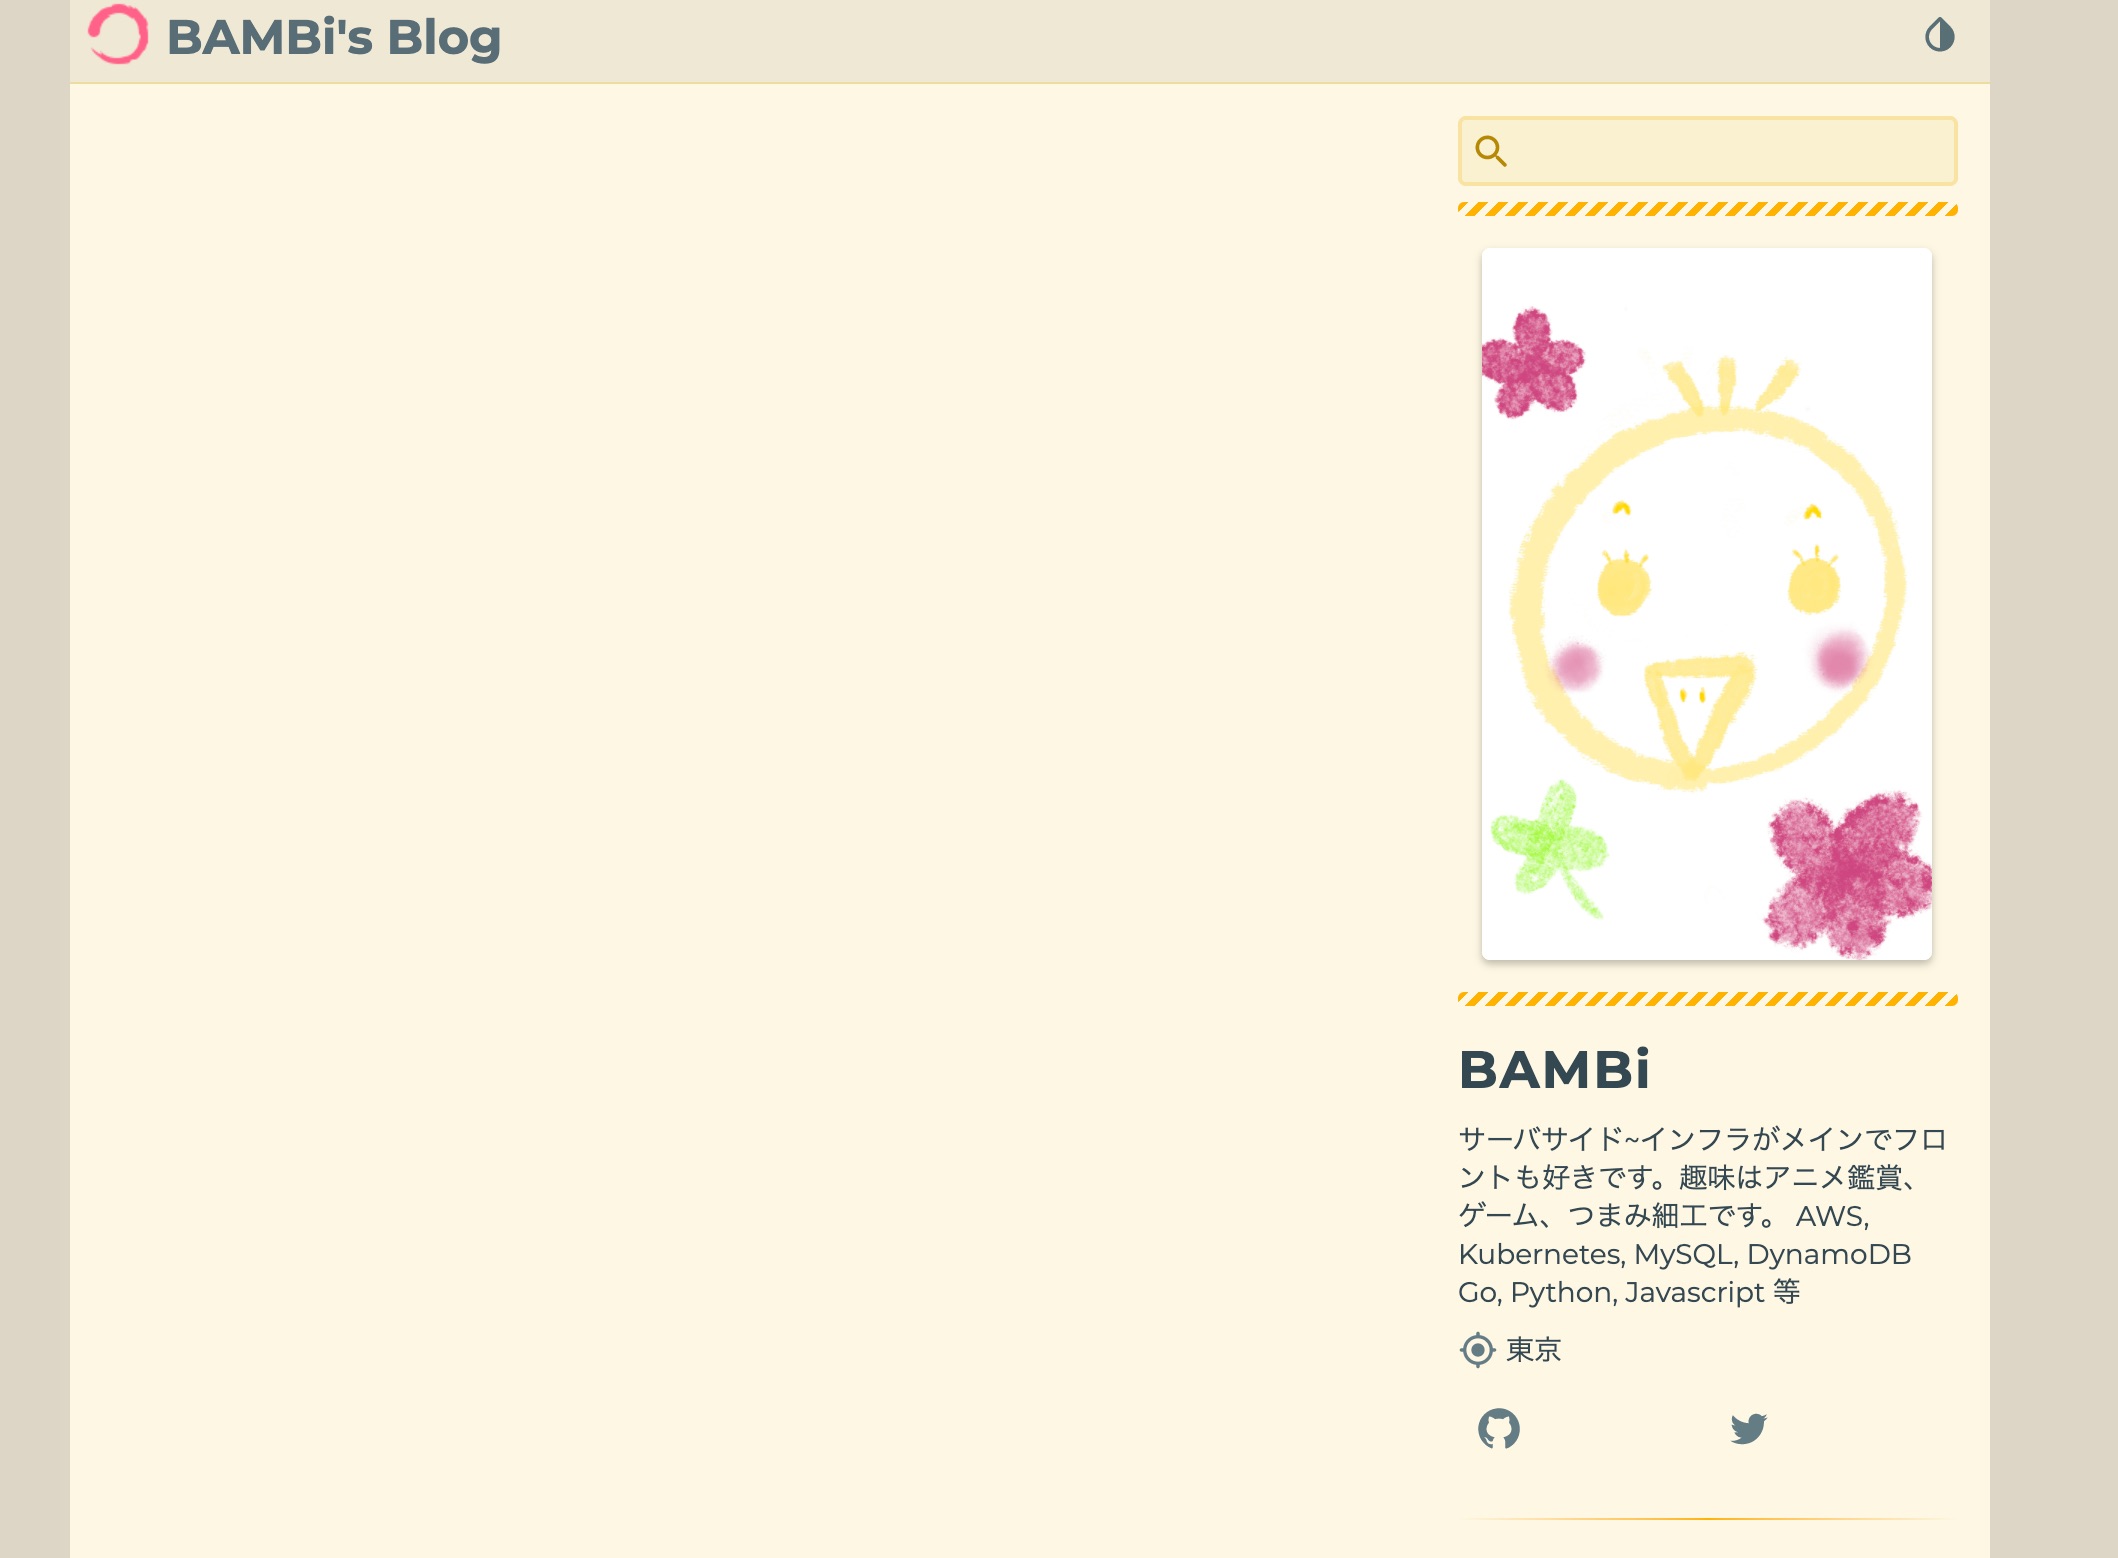 BAMBi's Blog
BAMBi
サーバサイド~インフラがメインでフロ
ントも好きです。趣味はアニメ鑑賞、
ゲーム、つまみ細工です。 AWS,
Kubernetes, MySQL, DynamoDB
Go, Python, Javascript 等
東京